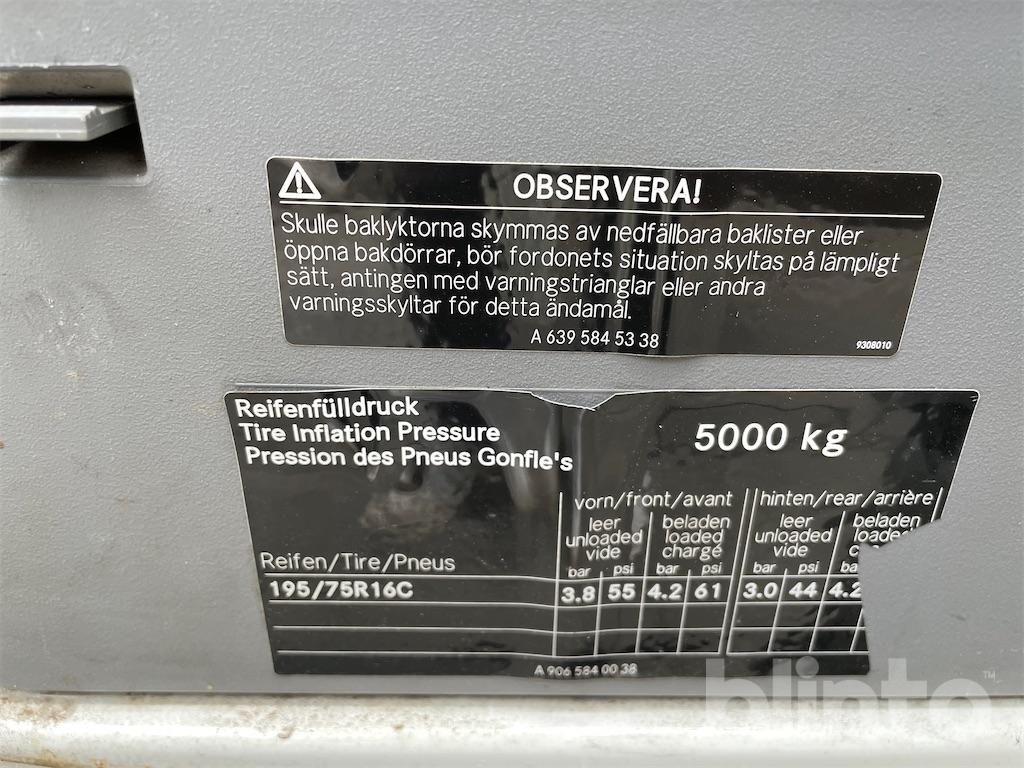 OBSERVERA!
Skulle baklyktorna skymmas av nedfällbara baklister eller
öppna bakdörrar, bör fordonets situation skyltas på lämpligt
sätt, antingen med varningstrianglar eller andra
varningsskyltar för detta ändamål.
A 639 584 53 38
9308010
Reifenfülldruck
Tire Inflation Pressure
Pression des Pneus Gonfle's
5000 kg
vorn/front/avant hinten/rear/arrière
leer beladen leer beladen
unloaded loaded unloaded
vide chargé vide
bar psi bar psi bar psi
Reifen/Tire/Pneus
195/75R16C 3.8 55 4.2 61 3.0 44 4.2
A 906 584 00 38
blinto ™